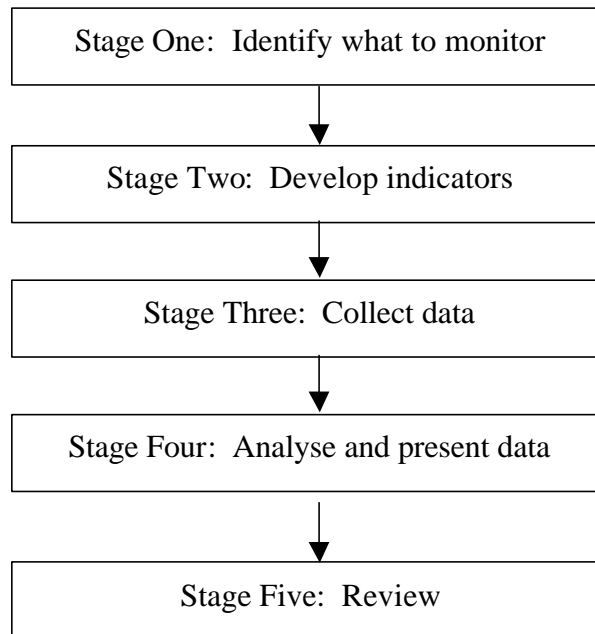 Stage One:  Identify what to monitor
Stage Two:  Develop indicators
Stage Three:  Collect data
Stage Four:  Analyse and present data
Stage Five:  Review